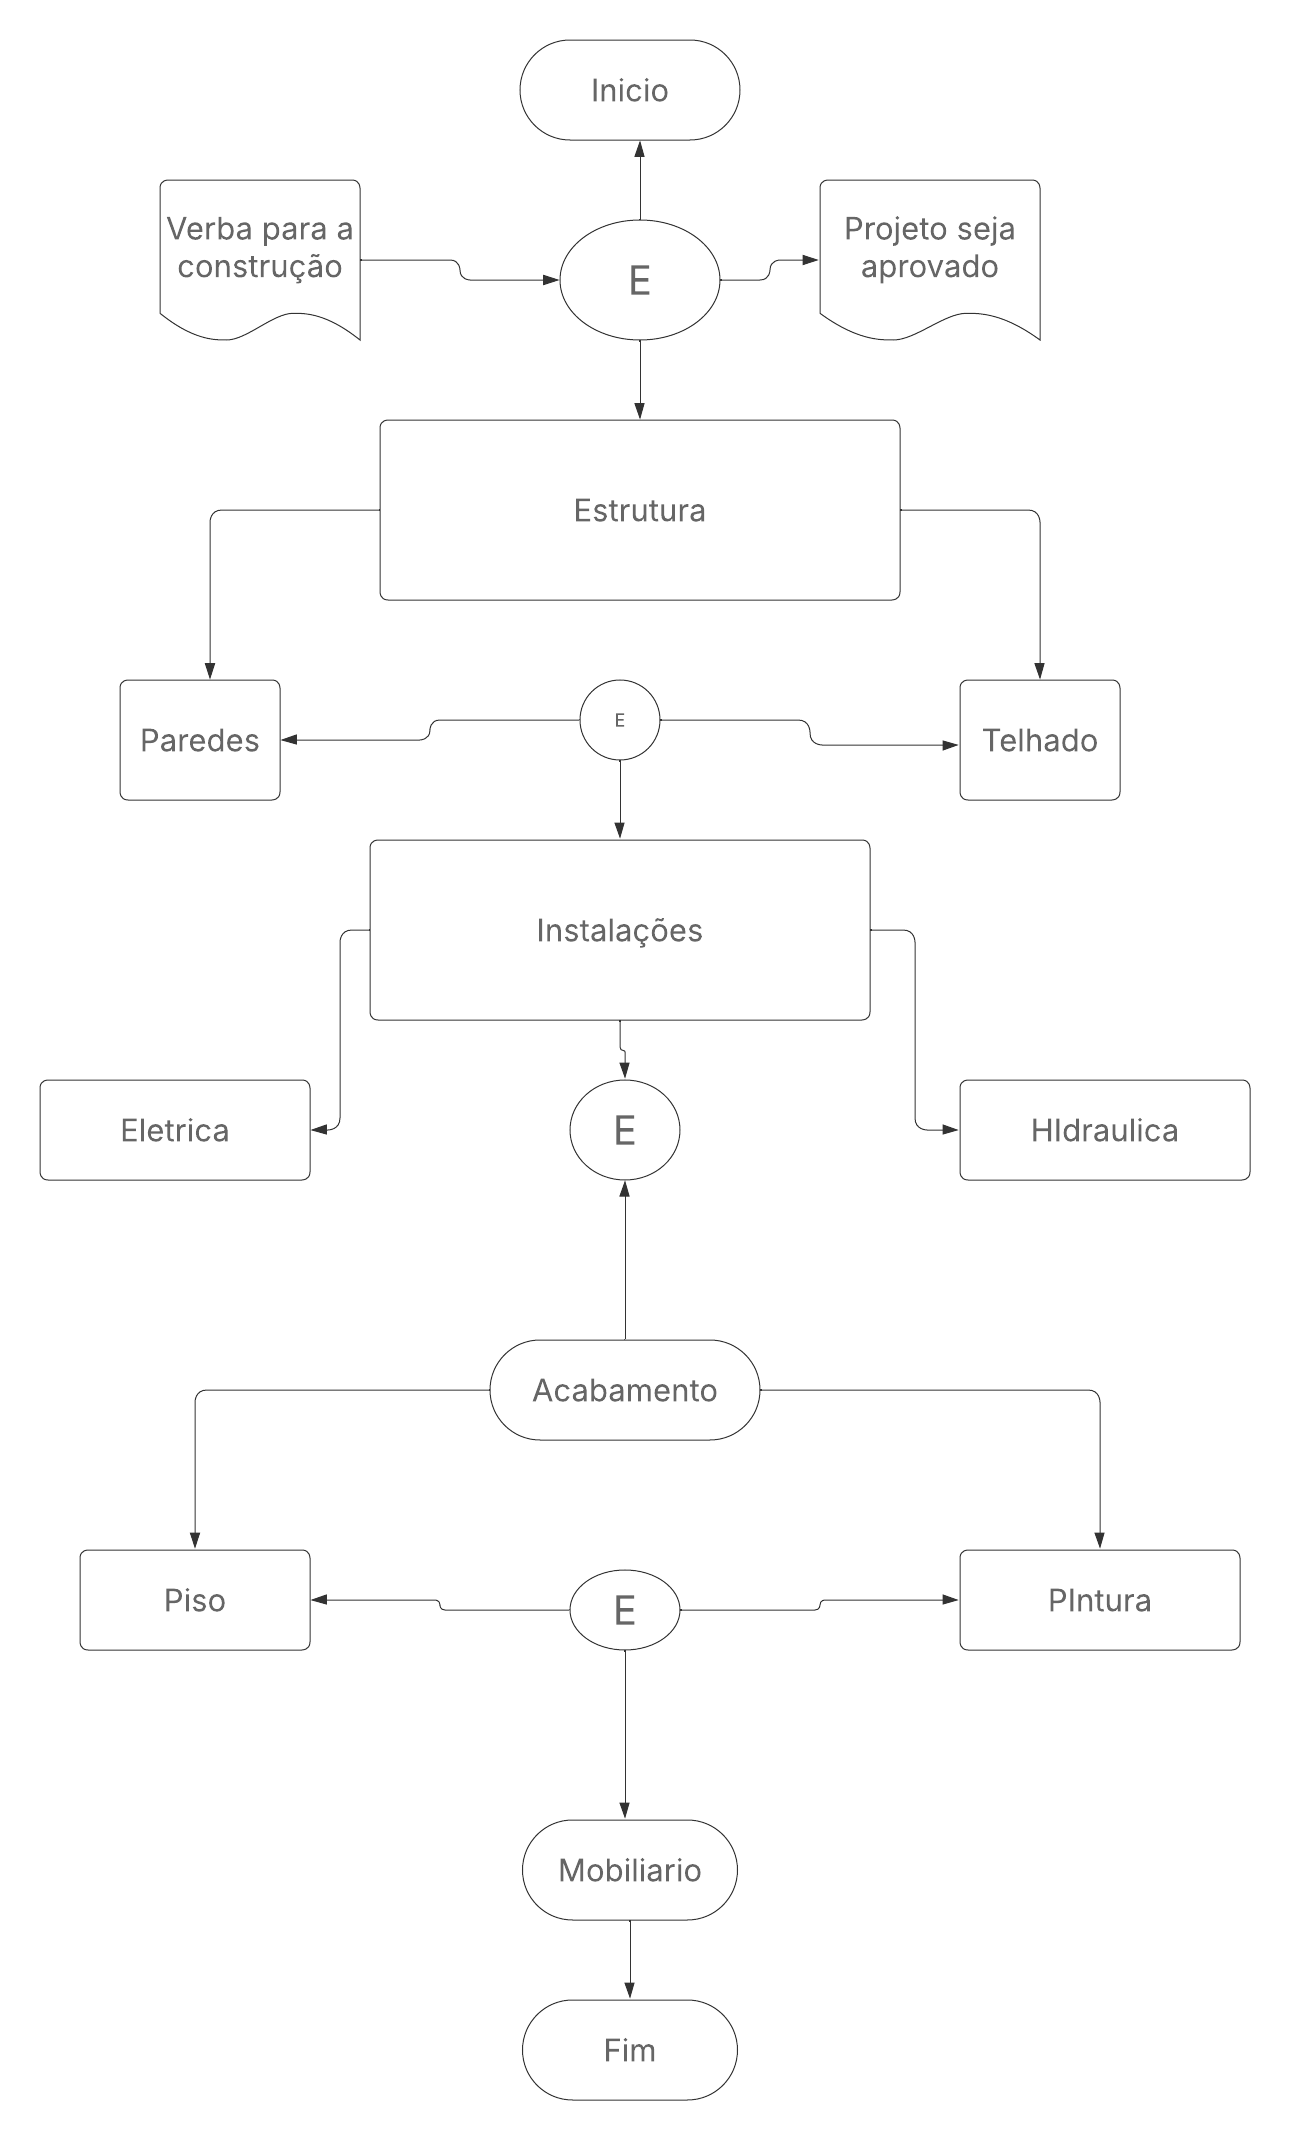 Inicio
Verba para a
construção
E
Projeto seja
aprovado
Estrutura
Paredes
E
Telhado
Instalações
Eletrica
E
HIdraulica
Acabamento
Piso
E
PIntura
Mobiliario
Fim